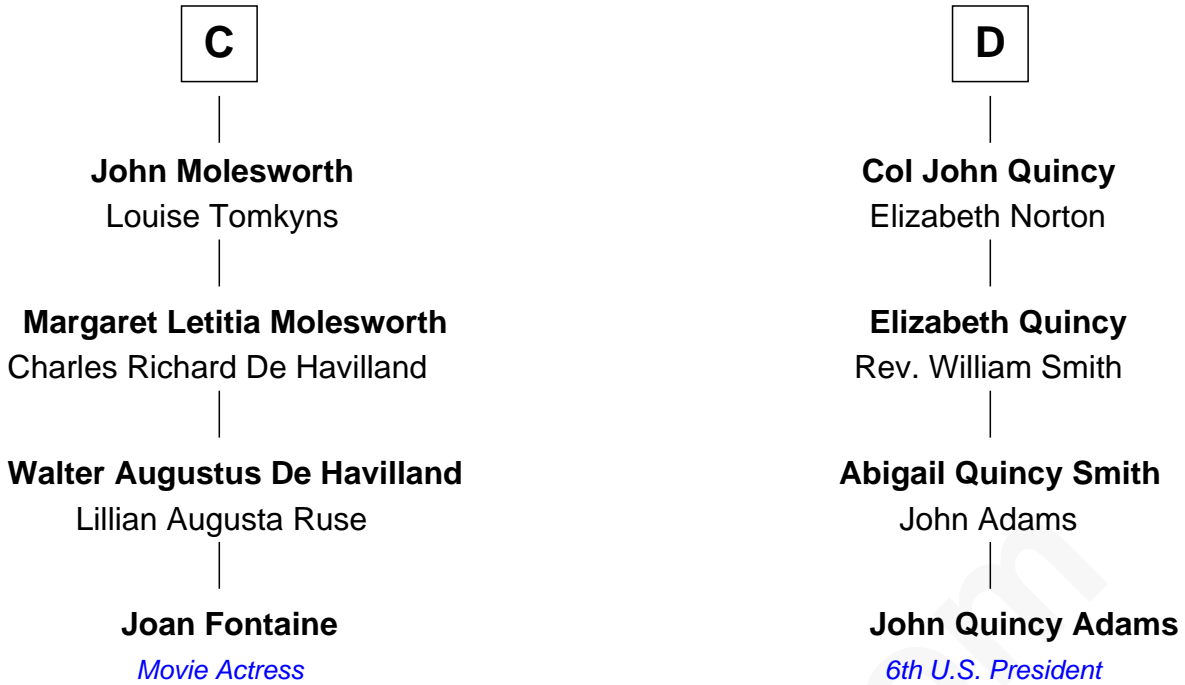 C
John Molesworth
Louise Tomkyns
Margaret Letitia Molesworth
Charles Richard De Havilland
Walter Augustus De Havilland
Lillian Augusta Ruse
Joan Fontaine
Movie Actress
D
Col John Quincy
Elizabeth Norton
Elizabeth Quincy
Rev. William Smith
Abigail Quincy Smith
John Adams
John Quincy Adams
6th U.S. President